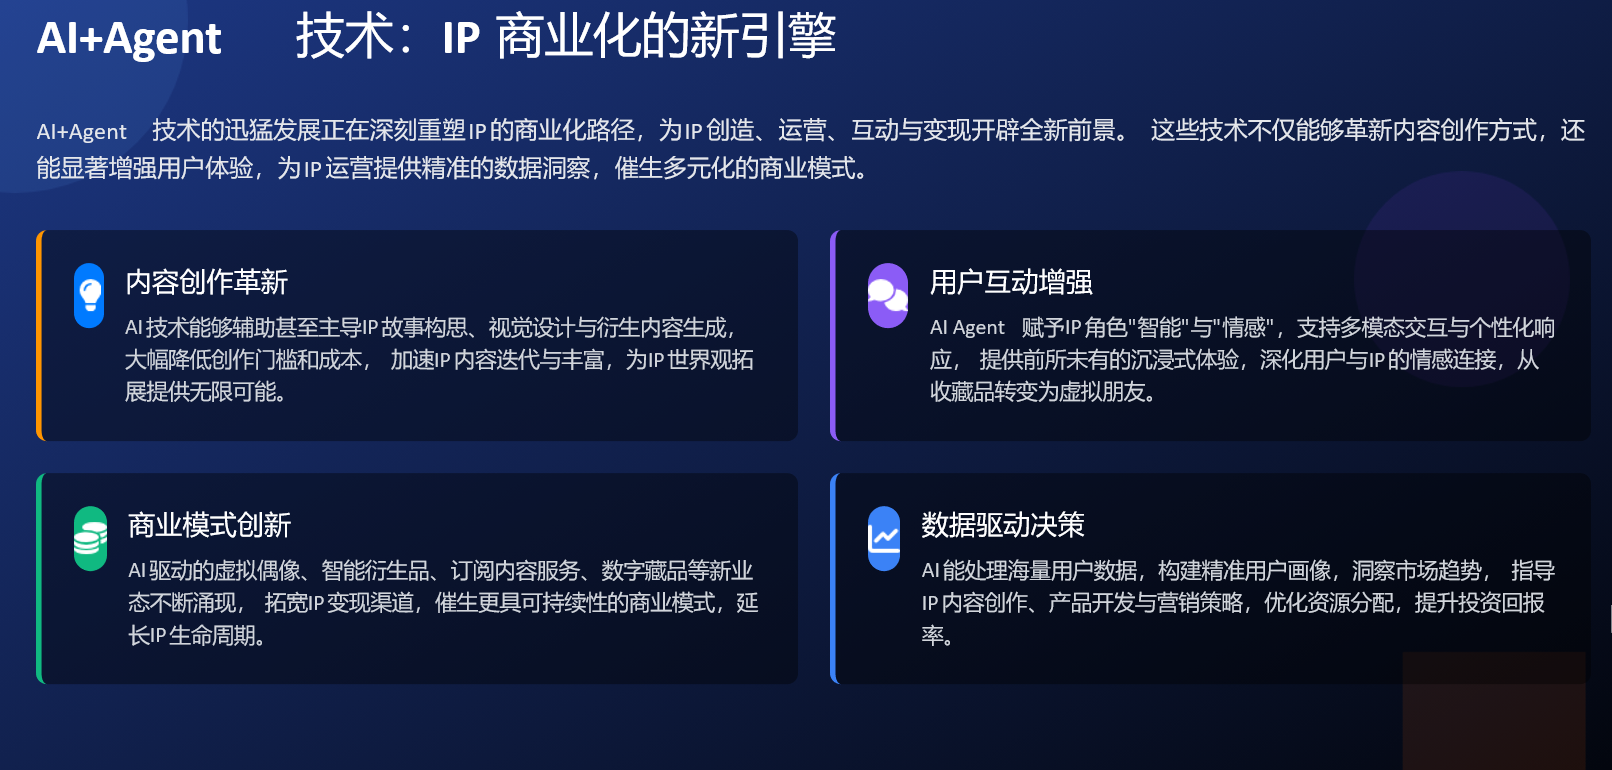 AI+Agent 技术：IP 商业化的新引擎
AI+Agent 技术的迅猛发展正在深刻重塑IP的商业化路径，为IP创造、运营、互动与变现开辟全新前景。 这些技术不仅能够革新内容创作方式，还
能显著增强用户体验，为IP运营提供精准的数据洞察，催生多元化的商业模式。
内容创作革新
AI技术能够辅助甚至主导IP故事构思、视觉设计与衍生内容生成，
大幅降低创作门槛和成本， 加速IP内容迭代与丰富，为IP世界观拓
展提供无限可能。
用户互动增强
AI Agent 赋予IP角色"智能"与"情感"，支持多模态交互与个性化响
应， 提供前所未有的沉浸式体验，深化用户与IP的情感连接，从
收藏品转变为虚拟朋友。
商业模式创新
AI驱动的虚拟偶像、智能衍生品、订阅内容服务、数字藏品等新业
态不断涌现， 拓宽IP变现渠道，催生更具可持续性的商业模式，延
长IP生命周期。
数据驱动决策
AI能处理海量用户数据，构建精准用户画像，洞察市场趋势， 指导
IP内容创作、产品开发与营销策略，优化资源分配，提升投资回报
率。